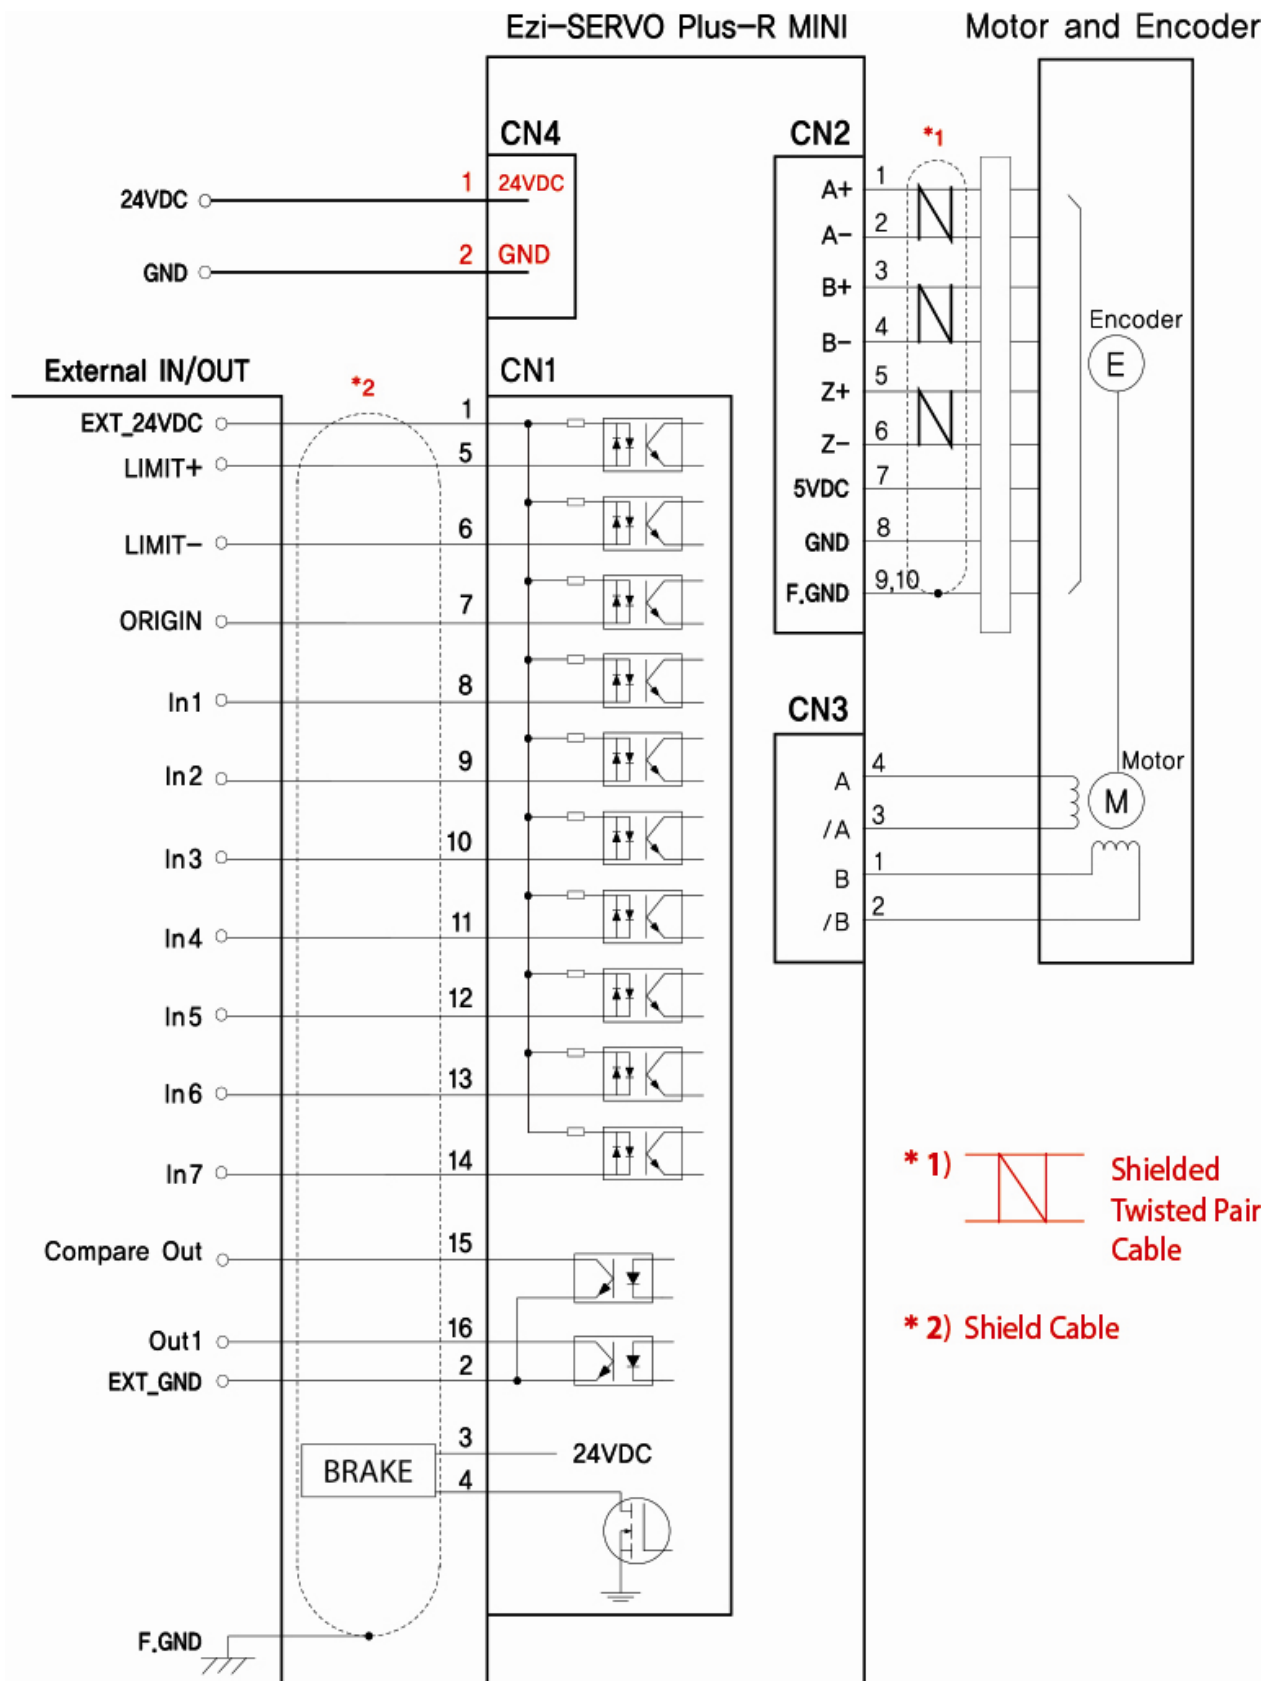 Ezi-SERVO Plus-R MINI
Motor and Encoder
CN4
1 24VDC
24VDC
2 GND
GND
CN2
*1
A+ 1
A- 2
B+ 3
B- 4
Z+ 5
Z- 6
5VDC 7
GND 8
F.GND 9,10
Encoder
E
External IN/OUT
*2
CN1
EXT_24VDC 1
LIMIT+ 5
LIMIT- 6
ORIGIN 7
In1 8
In2 9
In3 10
In4 11
In5 12
In6 13
In7 14
Compare Out 15
Out1 16
EXT_GND 2
BRAKE
3 24VDC
4
F.GND
CN3
A 4
/A 3
B 1
/B 2
Motor
M
* 1) Shielded
Twisted Pair
Cable
* 2) Shield Cable